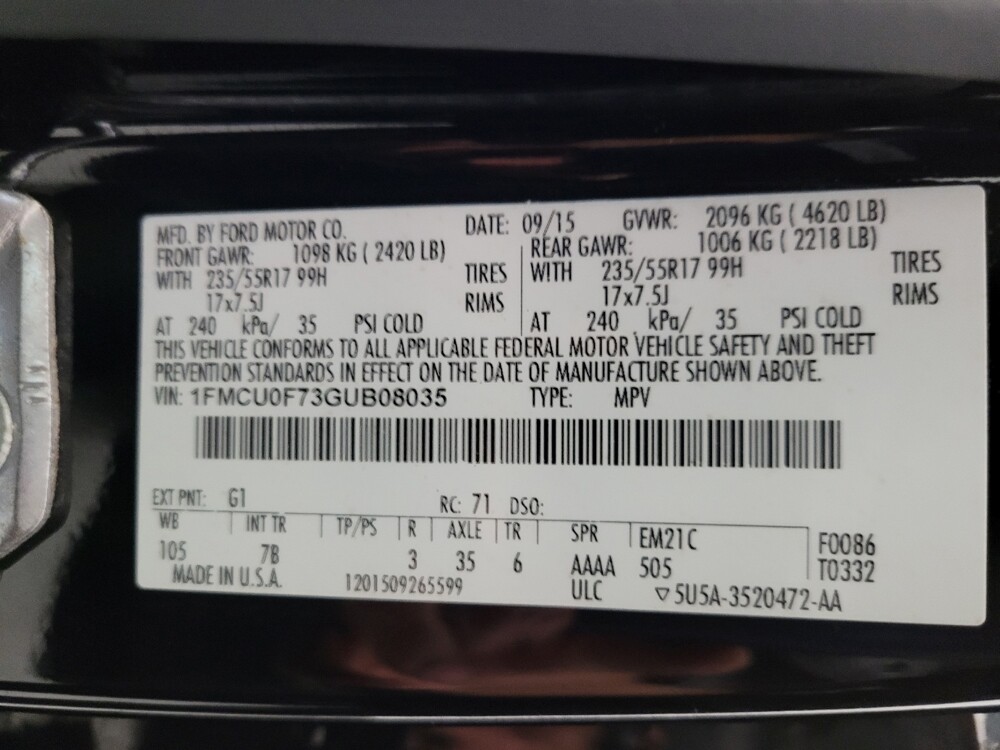 MFD. BY FORD MOTOR CO. DATE: 09/15 GVWR: 2096 KG ( 4620 LB)
FRONT GAWR: 1098 KG ( 2420 LB) REAR GAWR: 1006 KG ( 2218 LB)
WITH 235/55R17 99H TIRES WITH 235/55R17 99H TIRES
17x7.5J RIMS 17x7.5J RIMS
AT 240 kPa/ 35 PSI COLD AT 240 kPa/ 35 PSI COLD
THIS VEHICLE CONFORMS TO ALL APPLICABLE FEDERAL MOTOR VEHICLE SAFETY AND THEFT
PREVENTION STANDARDS IN EFFECT ON THE DATE OF MANUFACTURE SHOWN ABOVE.
VIN: 1FMCU0F73GUB08035 TYPE: MPV
EXT PNT: G1 RC: 71 DSO:
WB INT TR TP/PS R AXLE TR SPR EM21C F0086
105 7B 3 35 6 AAAA 505 T0332
MADE IN U.S.A. 1201509265599 ULC ▽5U5A-3520472-AA